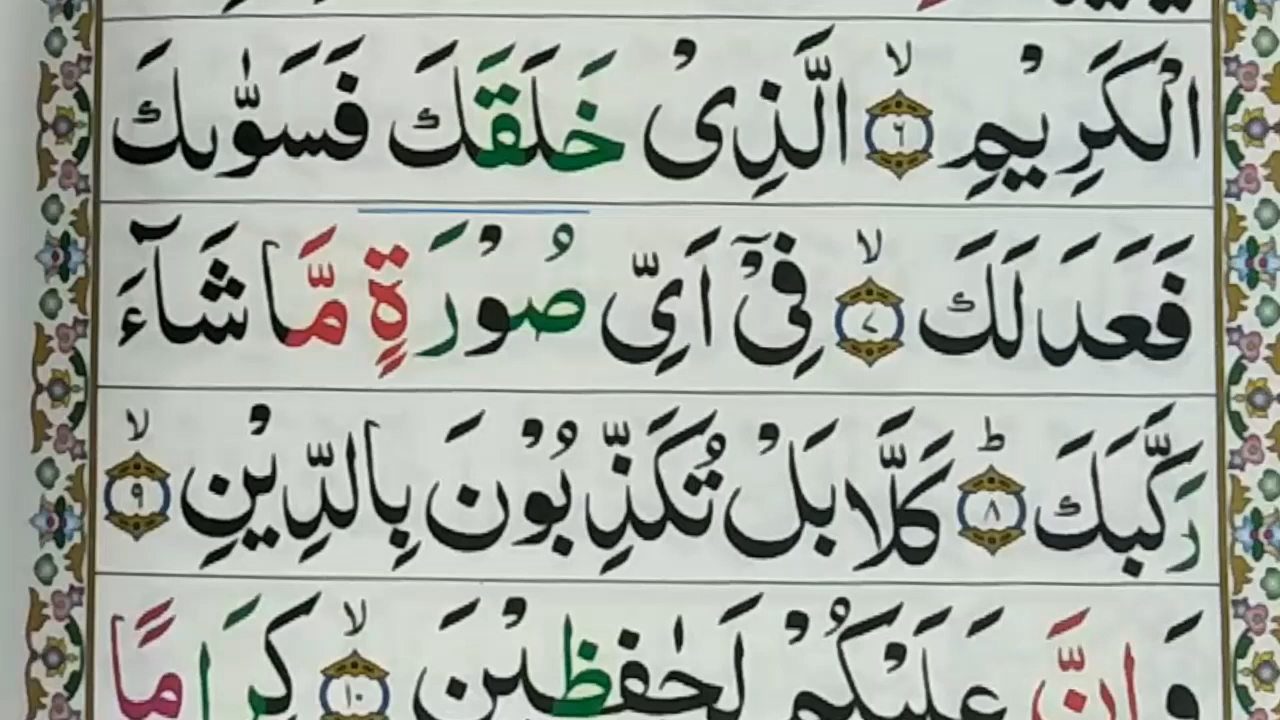 الْكَرِيْمِ ۙ ٦ الَّذِىْ خَلَقَكَ فَسَوّٰىكَ
فَعَدَلَكَ ۙ ٧ فِىْۤ اَىِّ صُوْرَةٍ مَّا شَآءَ
رَكَّبَكَ ؕ ٨ كَلَّا بَلْ تُكَذِّبُوْنَ بِالدِّيْنِ ۙ ٩
وَاِنَّ عَلَيْكُمْ لَحٰفِظِيْنَ ۙ ١٠ كِرَامًا